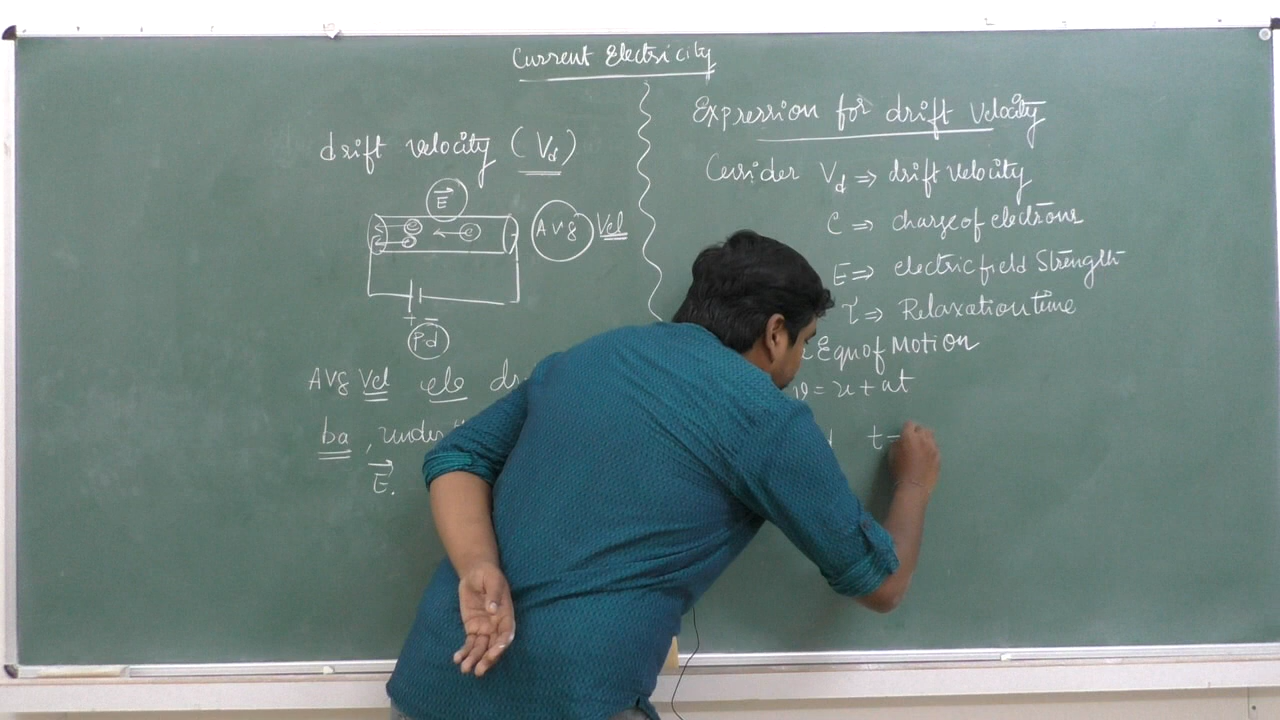 Current Electricity
drift velocity (Vd)
E
e e
e
Avg Vel
+ −
Pd
Avg Vel ele
ba, under
E.
Expression for drift velocity
Consider Vd ⇒ drift velocity
e ⇒ charge of electrons
E ⇒ electric field Strength
τ ⇒ Relaxation time
Eqn of Motion
v = u + at
t =